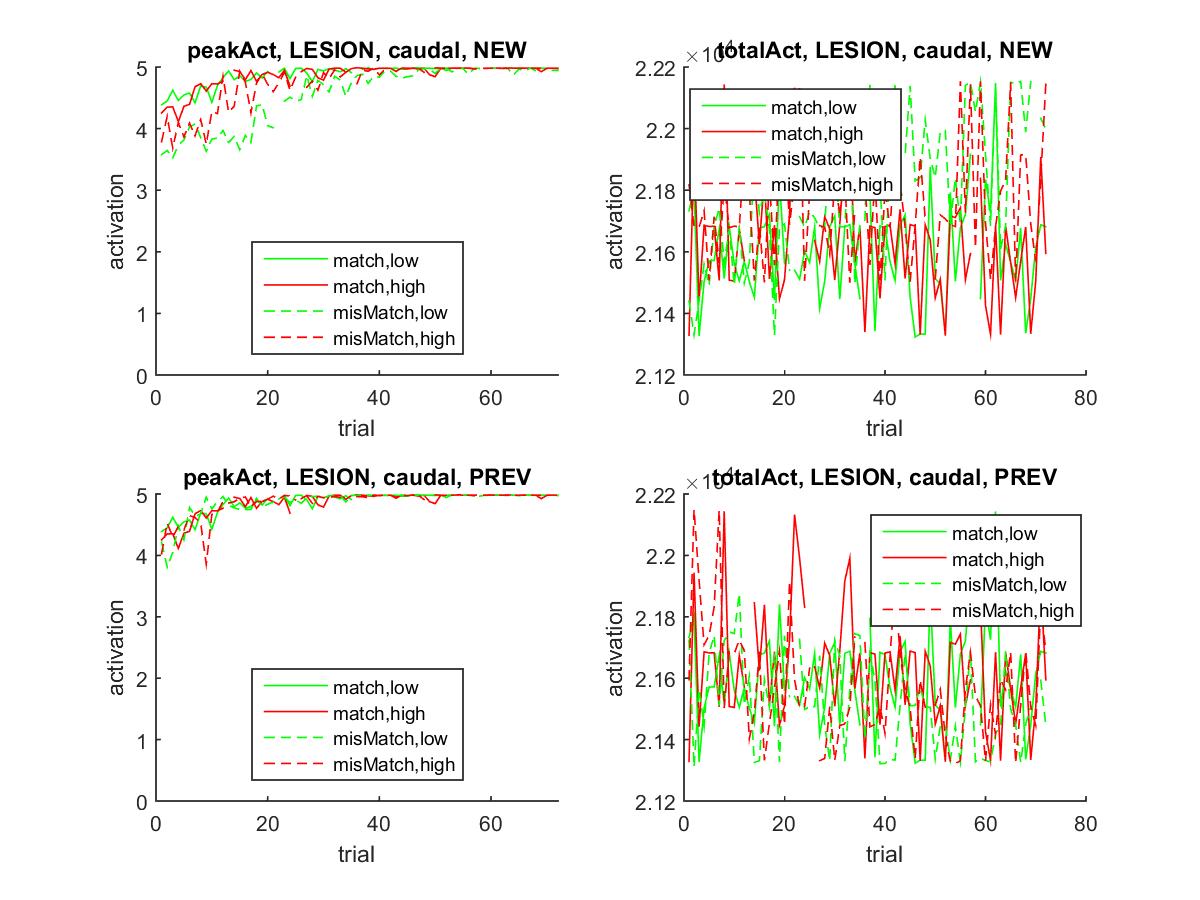 peakAct, LESION, caudal, NEW
5
4
3
2
1
0
activation
0 20 40 60
trial
match,low
match,high
misMatch,low
misMatch,high
×10^4
totalAct, LESION, caudal, NEW
2.22
2.2
2.18
2.16
2.14
2.12
activation
0 20 40 60 80
trial
match,low
match,high
misMatch,low
misMatch,high
peakAct, LESION, caudal, PREV
5
4
3
2
1
0
activation
0 20 40 60
trial
match,low
match,high
misMatch,low
misMatch,high
×10^4
totalAct, LESION, caudal, PREV
2.22
2.2
2.18
2.16
2.14
2.12
activation
0 20 40 60 80
trial
match,low
match,high
misMatch,low
misMatch,high